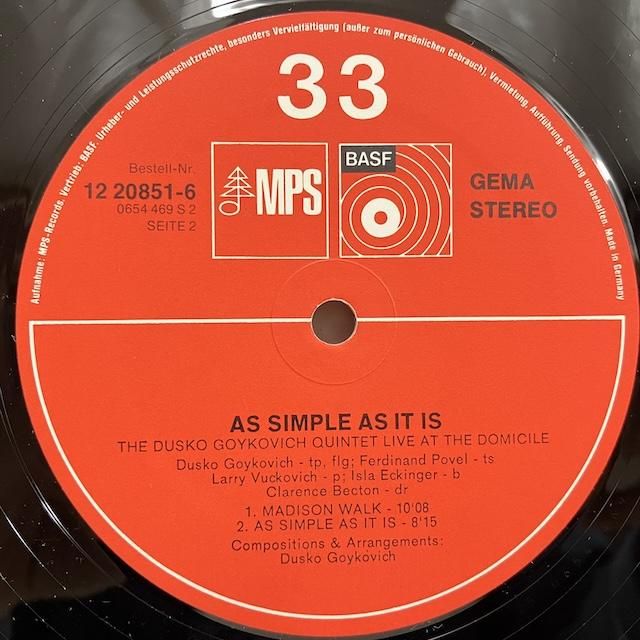 Aufnahme: MPS-Records. Vertrieb: BASF. Urheber- und Leistungsschutzrechte, besonders Vervielfältigung (außer zum persönlichen Gebrauch), Vermietung, Aufführung, Sendung vorbehalten. Made in Germany
33
Bestell-Nr.
12 20851-6
0654 469 S 2
SEITE 2
MPS
BASF
GEMA
STEREO
AS SIMPLE AS IT IS
THE DUSKO GOYKOVICH QUINTET LIVE AT THE DOMICILE
Dusko Goykovich - tp, flg; Ferdinand Povel - ts
Larry Vuckovich - p; Isla Eckinger - b
Clarence Becton - dr
1. MADISON WALK - 10'08
2. AS SIMPLE AS IT IS - 8'15
Compositions & Arrangements:
Dusko Goykovich